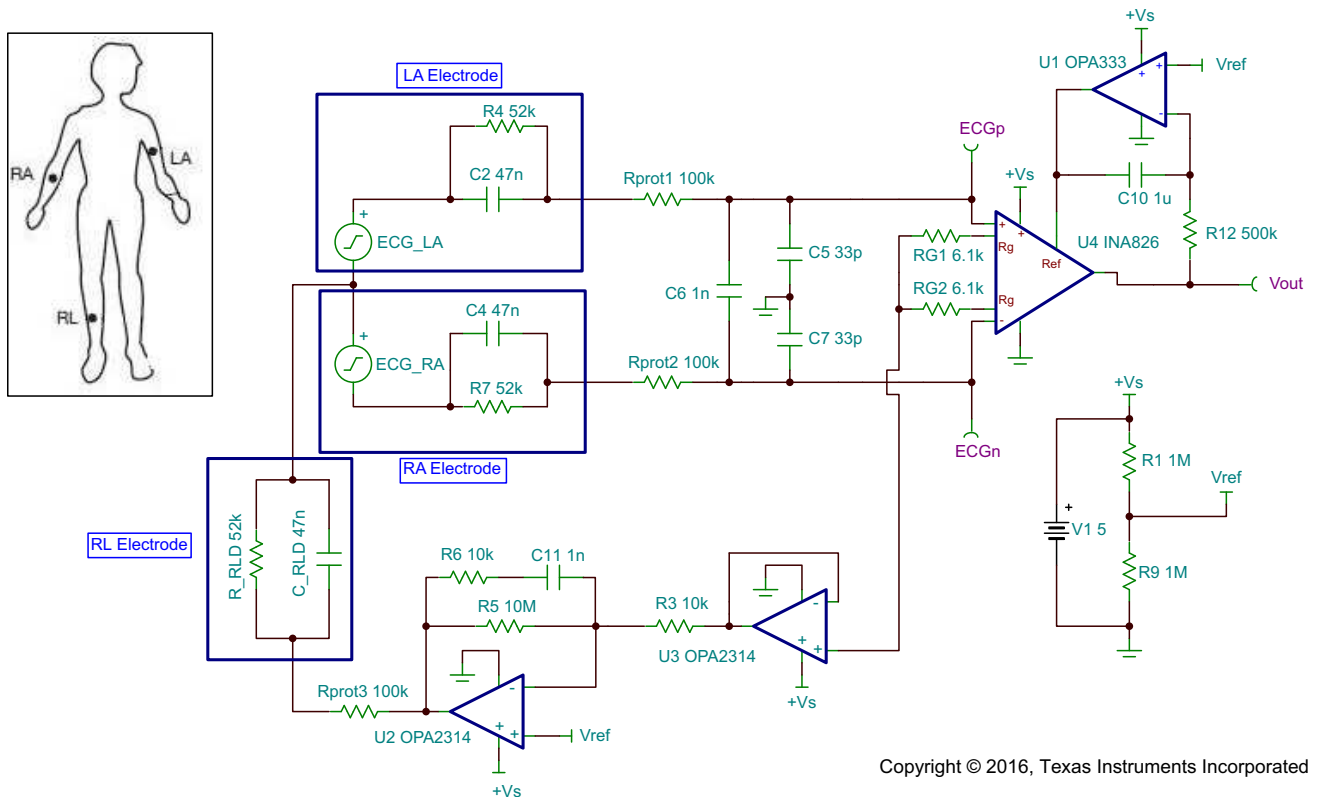 RA
LA
RL
LA Electrode
R4 52k
C2 47n
+
ECG_LA
C4 47n
+
ECG_RA
R7 52k
RA Electrode
Rprot1 100k
Rprot2 100k
C6 1n
C5 33p
C7 33p
ECGp
ECGn
+Vs
RG1 6.1k
RG2 6.1k
+
+
Rg
Ref
Rg
-
U4 INA826
+Vs
U1 OPA333
+
+
-
Vref
C10 1u
R12 500k
Vout
+Vs
R1 1M
Vref
+
V1 5
R9 1M
RL Electrode
R_RLD 52k
C_RLD 47n
R6 10k
C11 1n
R5 10M
R3 10k
-
+
+
U3 OPA2314
+Vs
Rprot3 100k
-
+
+
U2 OPA2314
Vref
+Vs
Copyright © 2016, Texas Instruments Incorporated